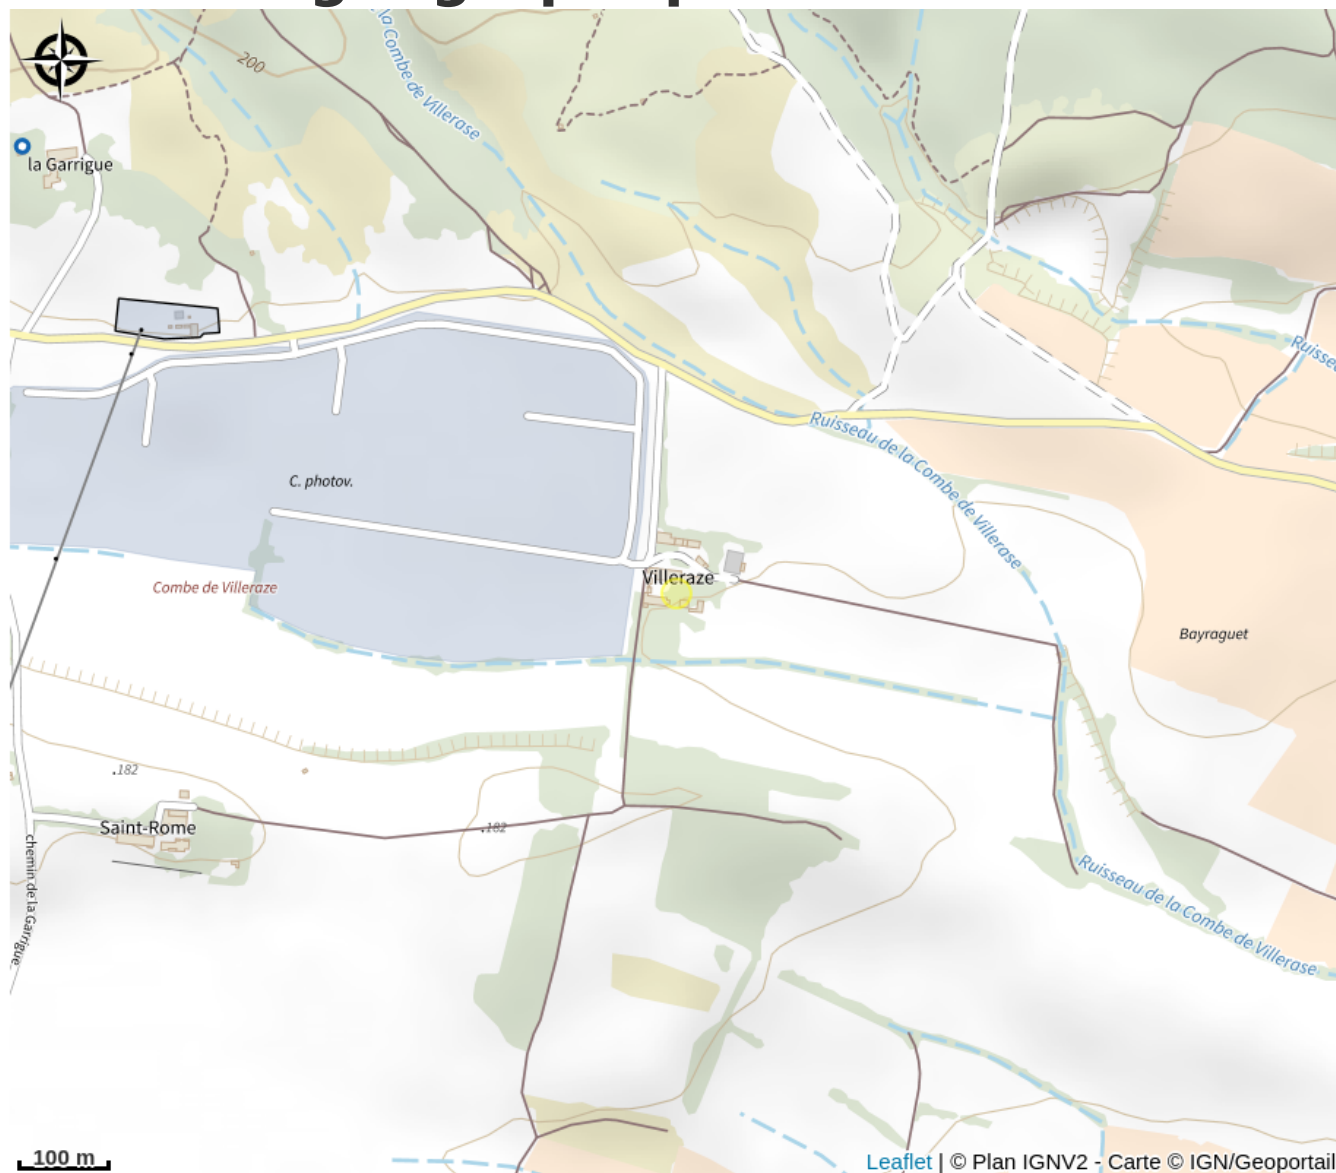 200
la Combe de Villerase
la Garrigue
Ruisseau de la Combe de Villerase
C. photov.
Combe de Villeraze
Villeraze
Bayraguet
.182
.182
Saint-Rome
chemin de la Garrigue
Ruisseau de la Combe de Villerase
100 m
Leaflet | © Plan IGNV2 - Carte © IGN/Geoportail